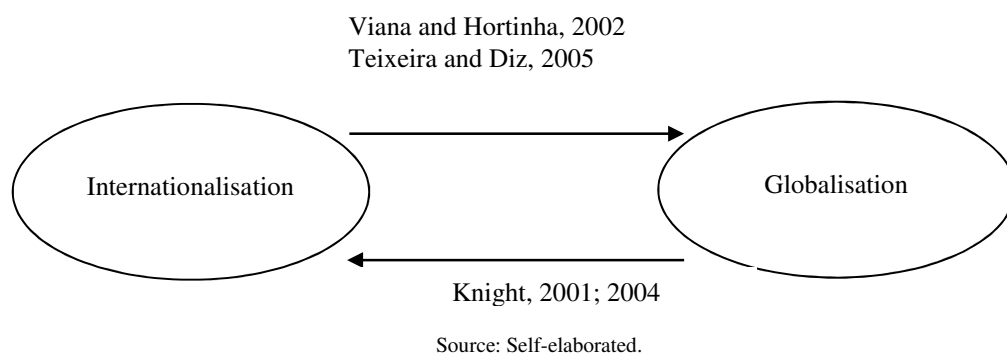 Viana and Hortinha, 2002
Teixeira and Diz, 2005
Internationalisation
Globalisation
Knight, 2001; 2004
Source: Self-elaborated.